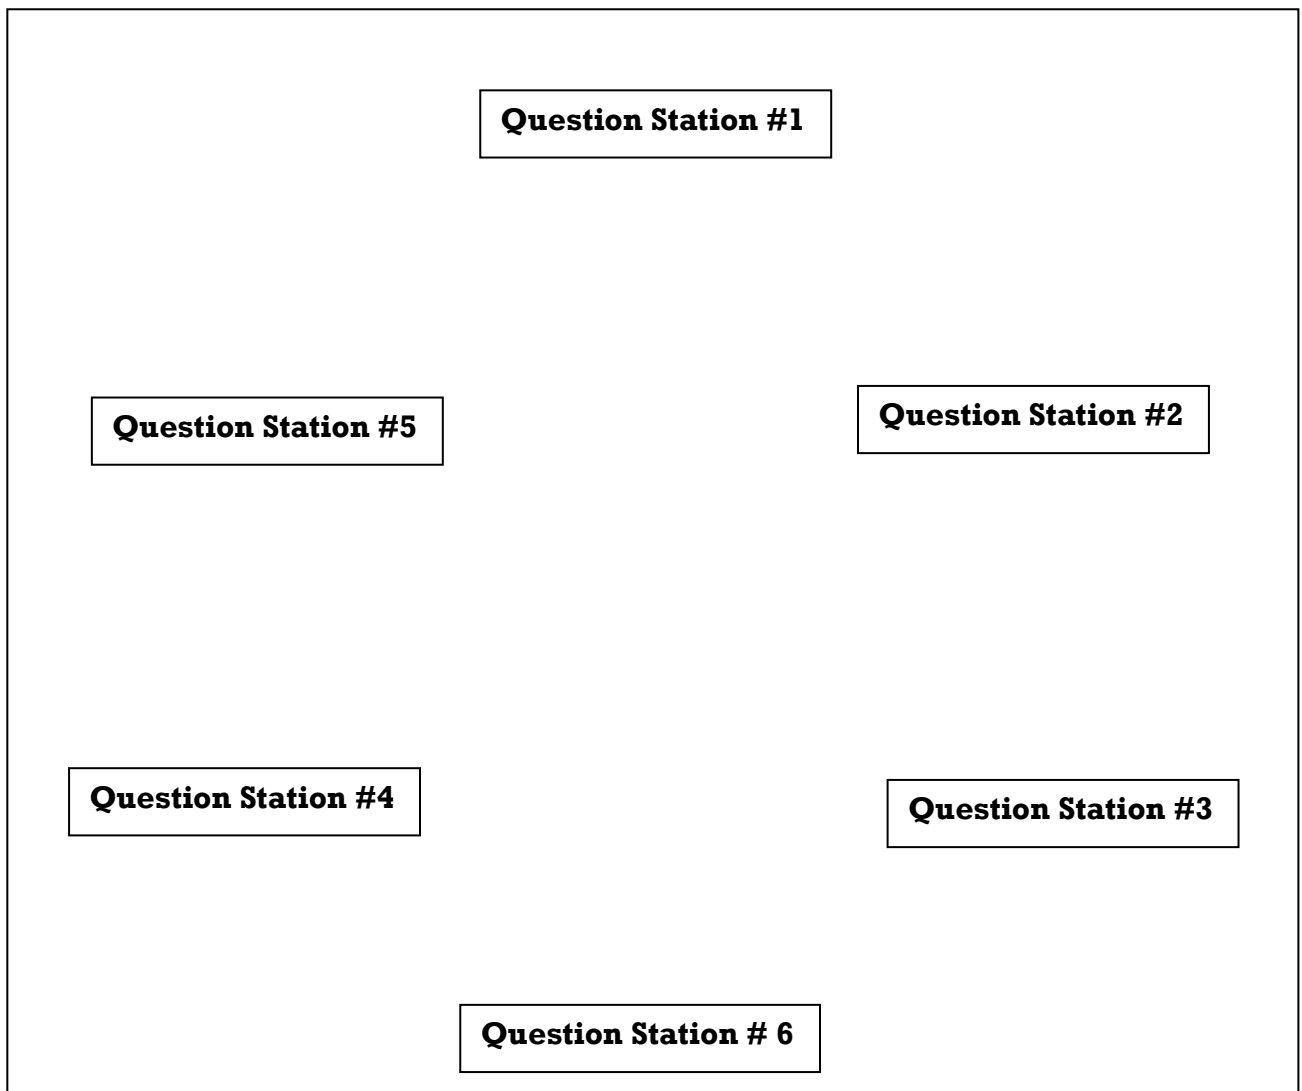 Question Station #1
Question Station #5
Question Station #2
Question Station #4
Question Station #3
Question Station # 6